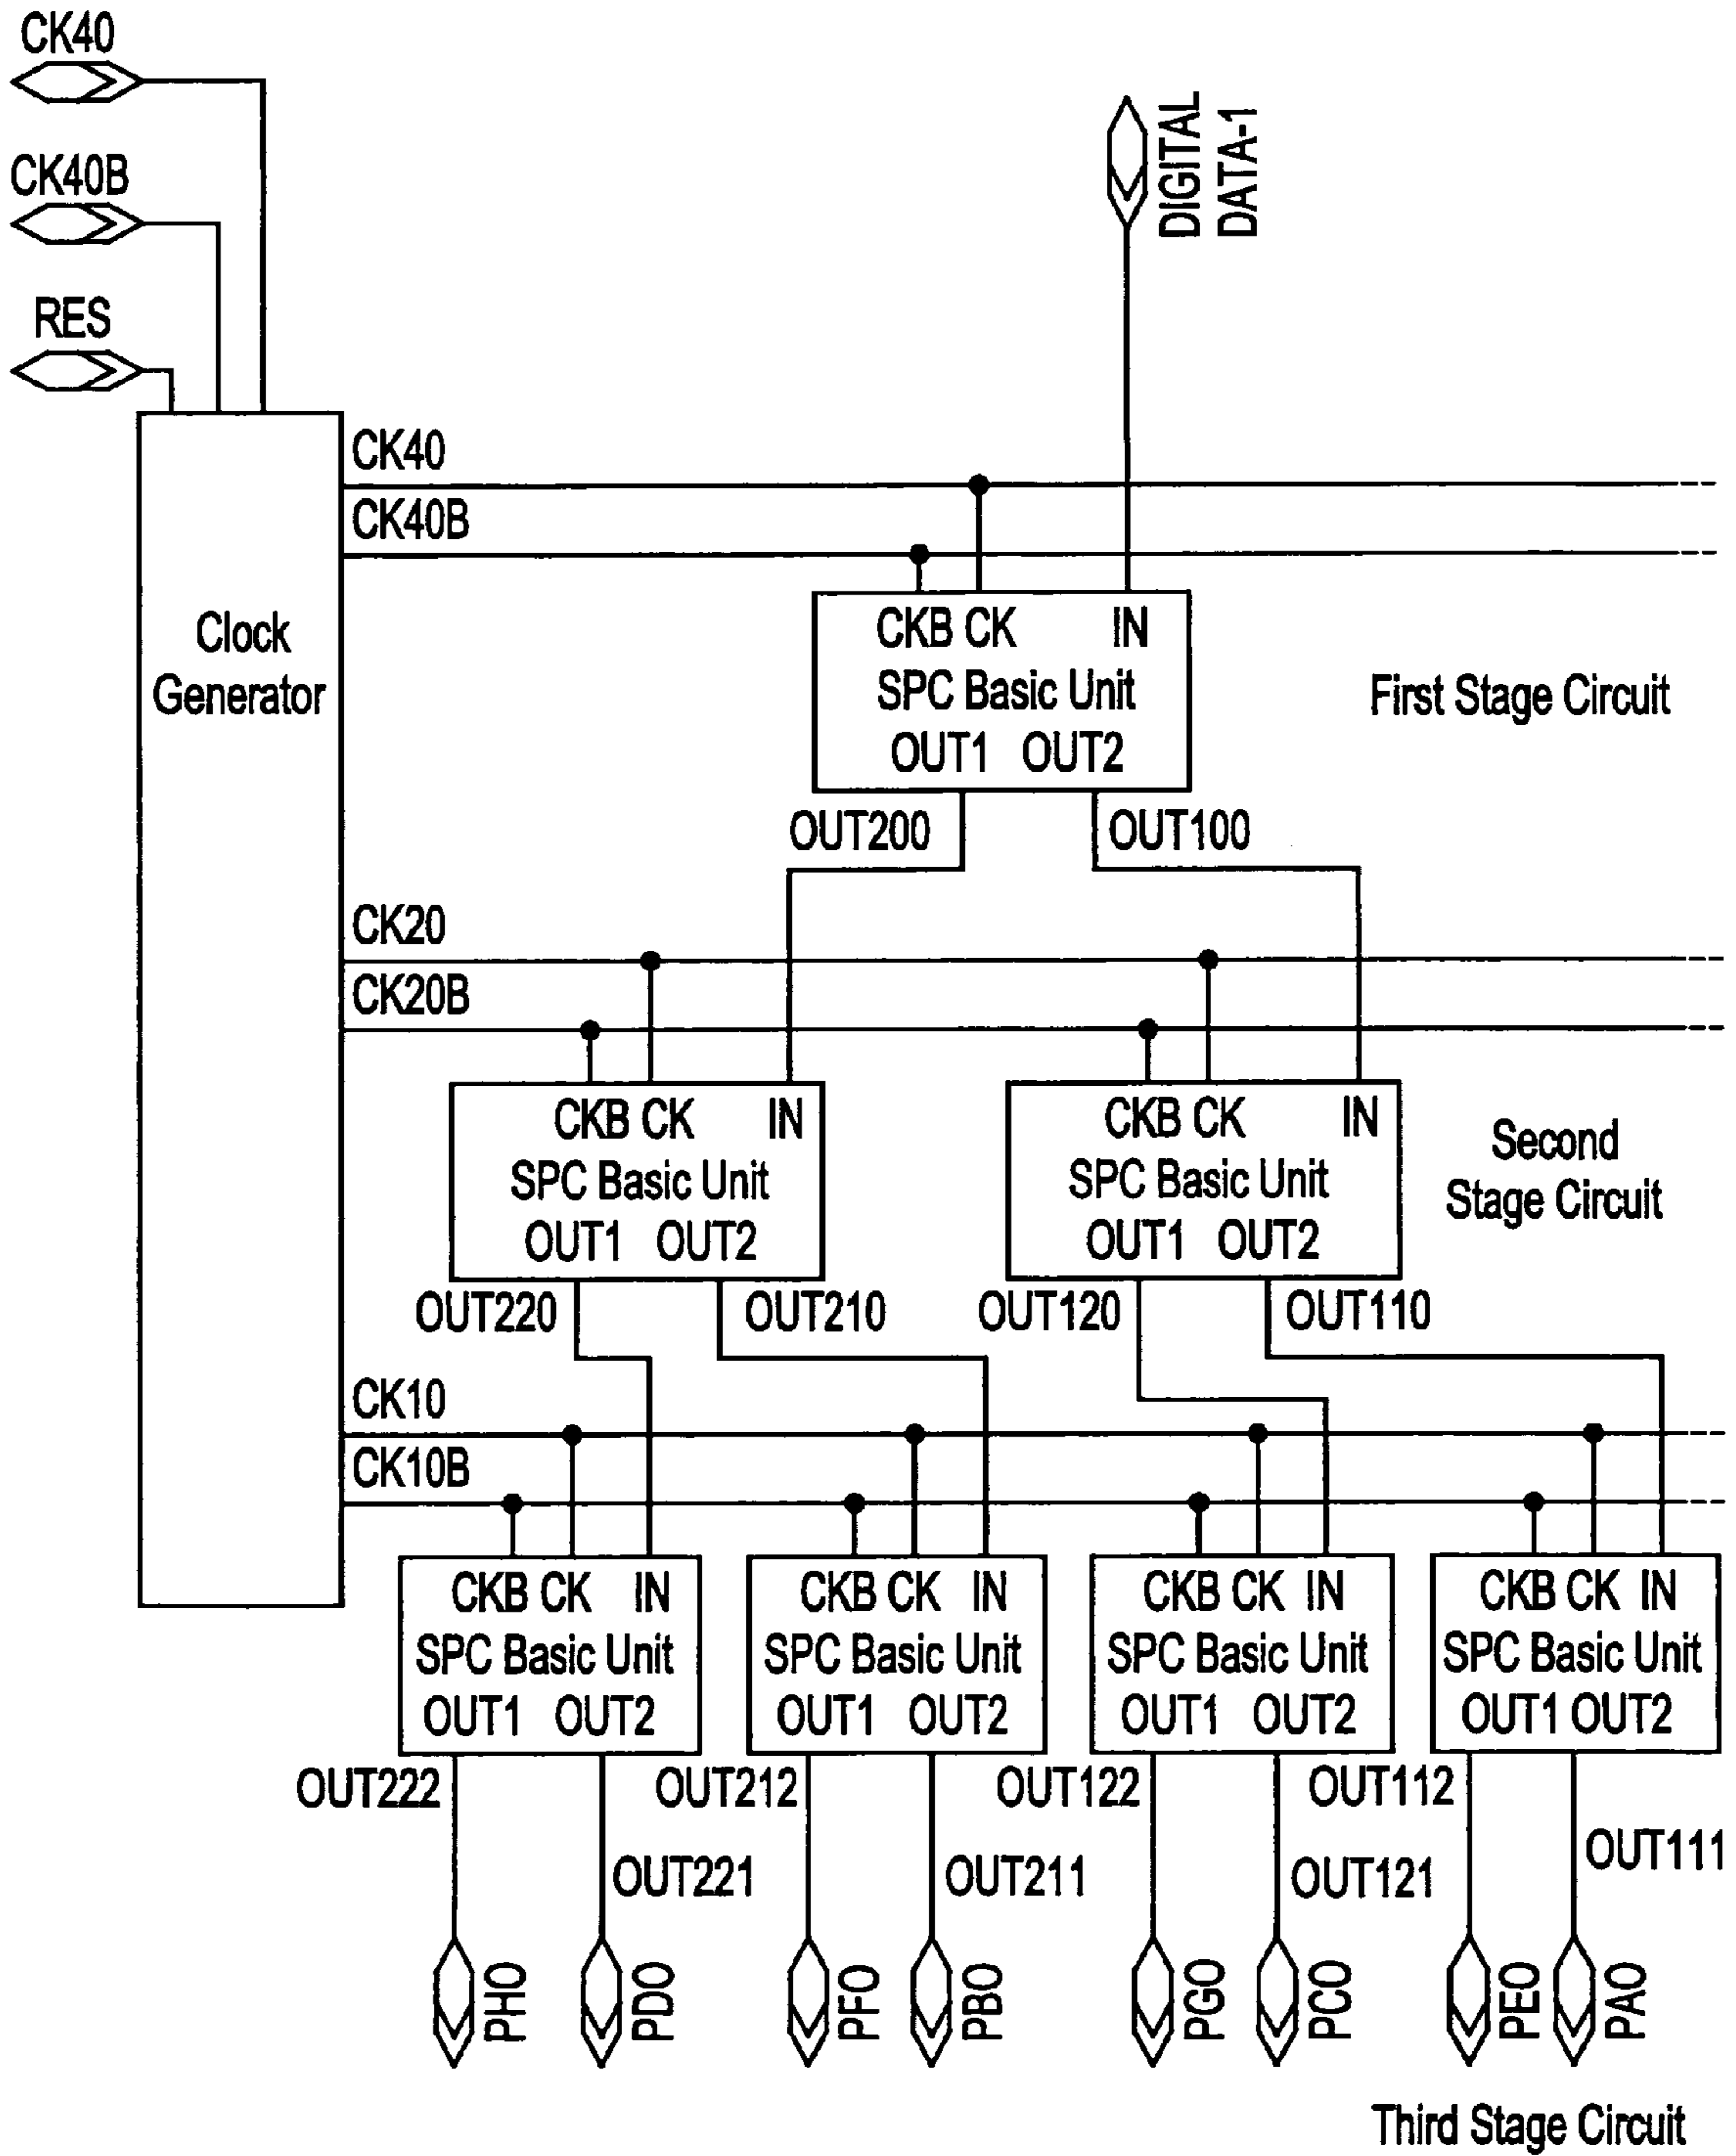 CK40
CK40B
RES
DIGITAL
DATA-1
CK40
CK40B
Clock
Generator
CKB CK IN
SPC Basic Unit
OUT1 OUT2
First Stage Circuit
OUT200
OUT100
CK20
CK20B
CKB CK IN
SPC Basic Unit
OUT1 OUT2
CKB CK IN
SPC Basic Unit
OUT1 OUT2
Second
Stage Circuit
OUT220
OUT210
OUT120
OUT110
CK10
CK10B
CKB CK IN
SPC Basic Unit
OUT1 OUT2
CKB CK IN
SPC Basic Unit
OUT1 OUT2
CKB CK IN
SPC Basic Unit
OUT1 OUT2
CKB CK IN
SPC Basic Unit
OUT1 OUT2
OUT222
OUT221
OUT212
OUT211
OUT122
OUT121
OUT112
OUT111
PHO
PDO
PFO
PBO
PGO
PCO
PEO
PAO
Third Stage Circuit